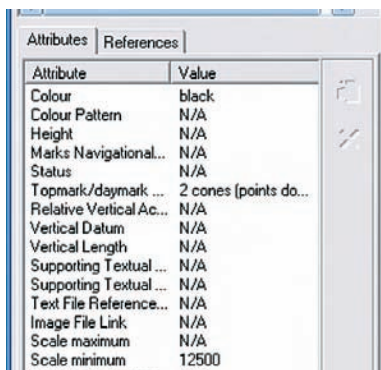 Attributes References
Attribute Value
Colour black
Colour Pattern N/A
Height N/A
Marks Navigational... N/A
Status N/A
Topmark/daymark ... 2 cones (points do...
Relative Vertical Ac... N/A
Vertical Datum N/A
Vertical Length N/A
Supporting Textual ... N/A
Supporting Textual ... N/A
Text File Reference... N/A
Image File Link N/A
Scale maximum N/A
Scale minimum 12500